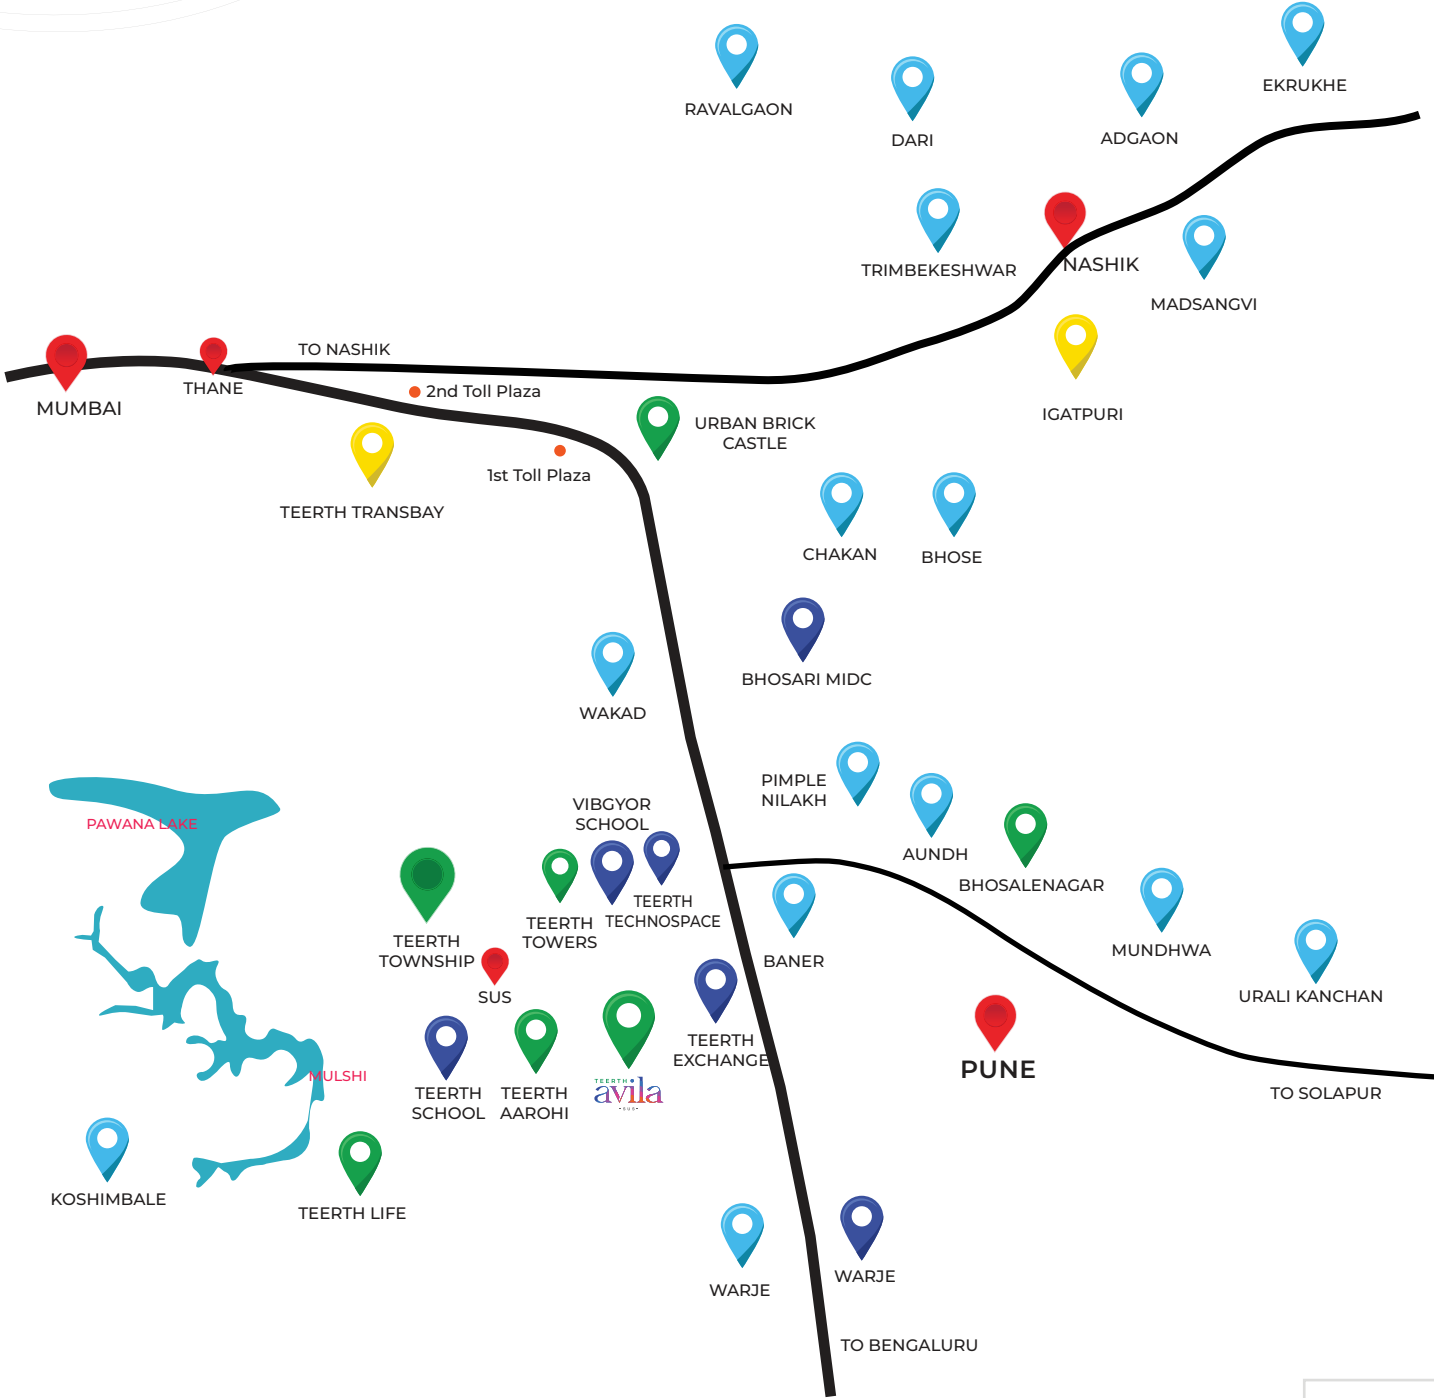 EKRUKHE
RAVALGAON
DARI
ADGAON
TRIMBEKESHWAR
NASHIK
MADSANGVI
TO NASHIK
THANE
MUMBAI
2nd Toll Plaza
IGATPURI
URBAN BRICK
CASTLE
1st Toll Plaza
TEERTH TRANSBAY
CHAKAN
BHOSE
BHOSARI MIDC
WAKAD
PIMPLE
NILAKH
VIBGYOR
SCHOOL
PAWANA LAKE
AUNDH
BHOSALENAGAR
TEERTH
TECHNOSPACE
TEERTH
TOWERS
TEERTH
TOWNSHIP
BANER
MUNDHWA
SUS
URALI KANCHAN
TEERTH
EXCHANGE
PUNE
MULSHI
TEERTH
SCHOOL
TEERTH
AAROHI
TEERTH
avila
•SUS•
TO SOLAPUR
KOSHIMBALE
TEERTH LIFE
WARJE
WARJE
TO BENGALURU